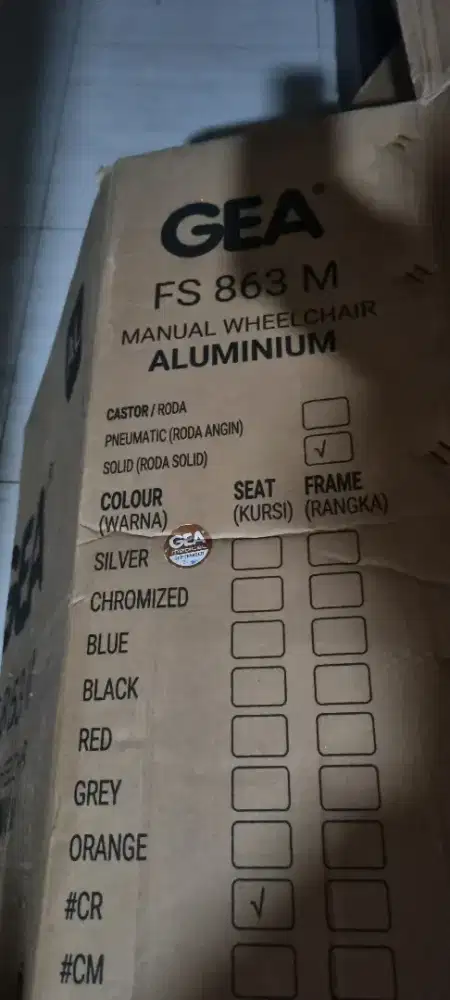 GEA®
FS 863 M
MANUAL WHEELCHAIR
ALUMINIUM
CASTOR / RODA
PNEUMATIC (RODA ANGIN)
SOLID (RODA SOLID) √
COLOUR SEAT FRAME
(WARNA) (KURSI) (RANGKA)
GEA
SILVER
CHROMIZED
BLUE
BLACK
RED
GREY
ORANGE
#CR √
#CM